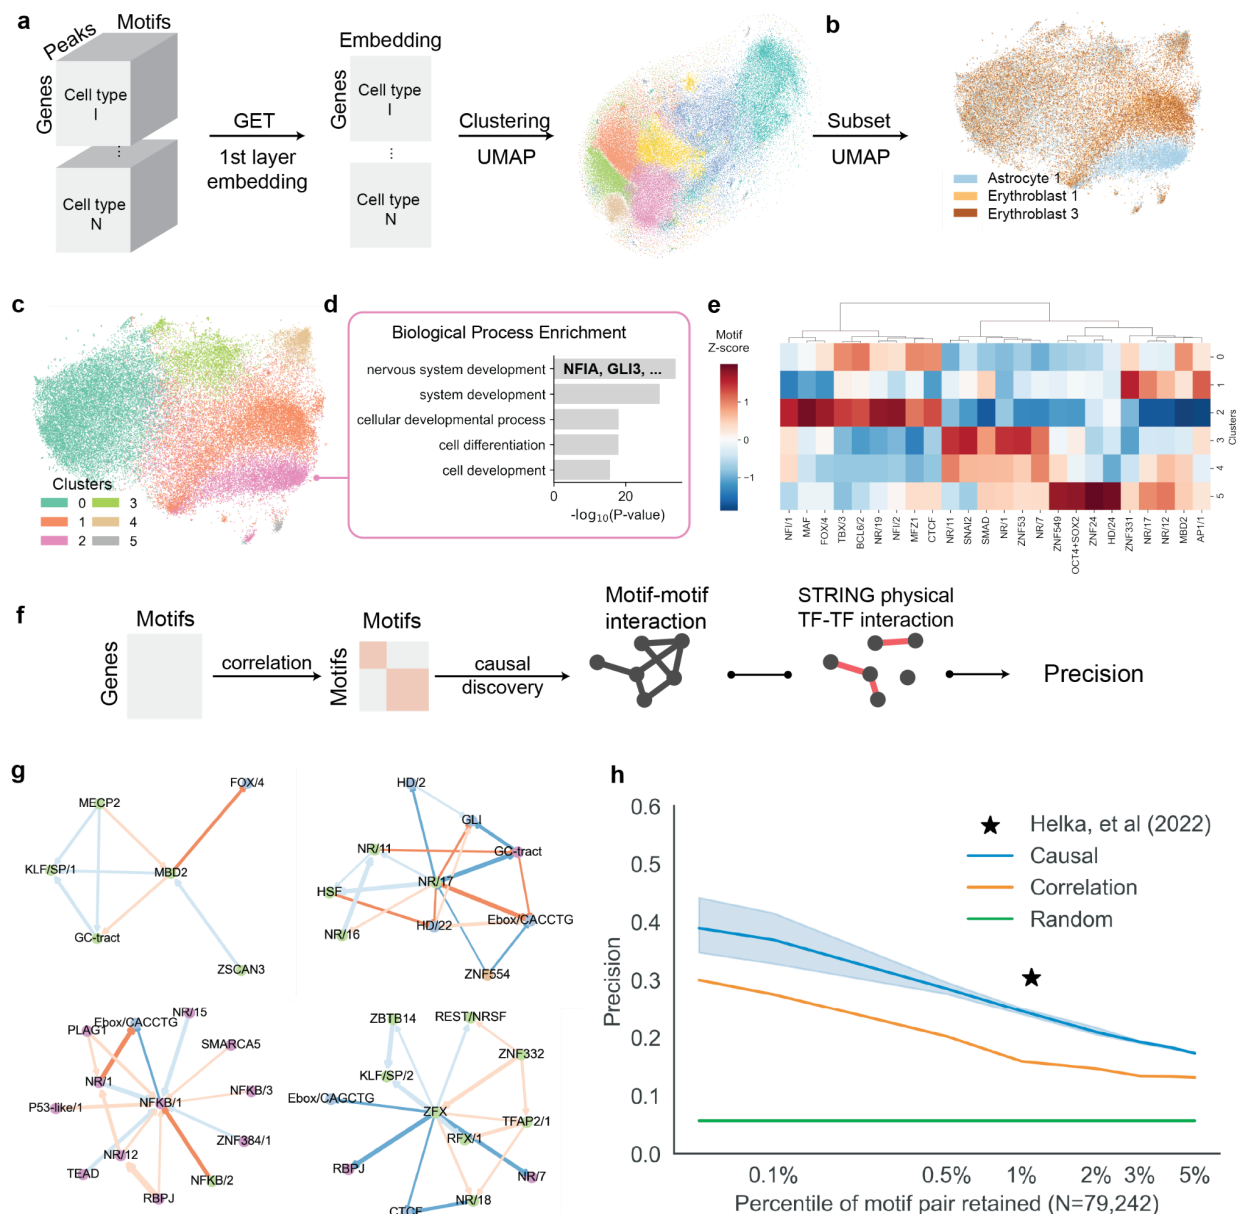 a
Motifs
Peaks
Genes
Cell type
I
...
Cell type
N
GET
1st layer
embedding
Embedding
Genes
Cell type
I
...
Cell type
N
Clustering
UMAP
Subset
UMAP
b
Astrocyte 1
Erythroblast 1
Erythroblast 3
c
Clusters
0
1
2
3
4
5
d
Biological Process Enrichment
nervous system development
NFIA, GLI3, ...
system development
cellular developmental process
cell differentiation
cell development
0
20
-log10(P-value)
e
Motif
Z-score
1
0
−1
0
1
2
3
4
5
Clusters
NFI/1
MAF
FOX/4
TBX/3
BCL6/2
NR/19
NFI/2
MFZ1
CTCF
NR/11
SNAI2
SMAD
NR/1
ZNF53
NR/7
ZNF549
OCT4+SOX2
ZNF24
HD/24
ZNF331
NR/17
NR/12
MBD2
AP1/1
f
Motifs
Genes
correlation
Motifs
Motifs
causal
discovery
Motif-motif
interaction
STRING physical
TF-TF interaction
Precision
g
FOX/4
MECP2
KLF/SP/1
MBD2
GC-tract
ZSCAN3
HD/2
GLI
NR/11
GC-tract
NR/17
HSF
HD/22
Ebox/CACCTG
NR/16
ZNF554
NR/15
Ebox/CACCTG
PLAG1
SMARCA5
NR/1
NFKB/3
P53-like/1
NFKB/1
ZNF384/1
NR/12
TEAD
NFKB/2
RBPJ
ZBTB14
REST/NRSF
ZNF332
KLF/SP/2
Ebox/CAGCTG
ZFX
TFAP2/1
RFX/1
RBPJ
NR/7
NR/18
CTCF
h
0.6
0.5
0.4
0.3
0.2
0.1
0.0
Precision
Helka, et al (2022)
Causal
Correlation
Random
0.1%
0.5%
1%
2%
3%
5%
Percentile of motif pair retained (N=79,242)